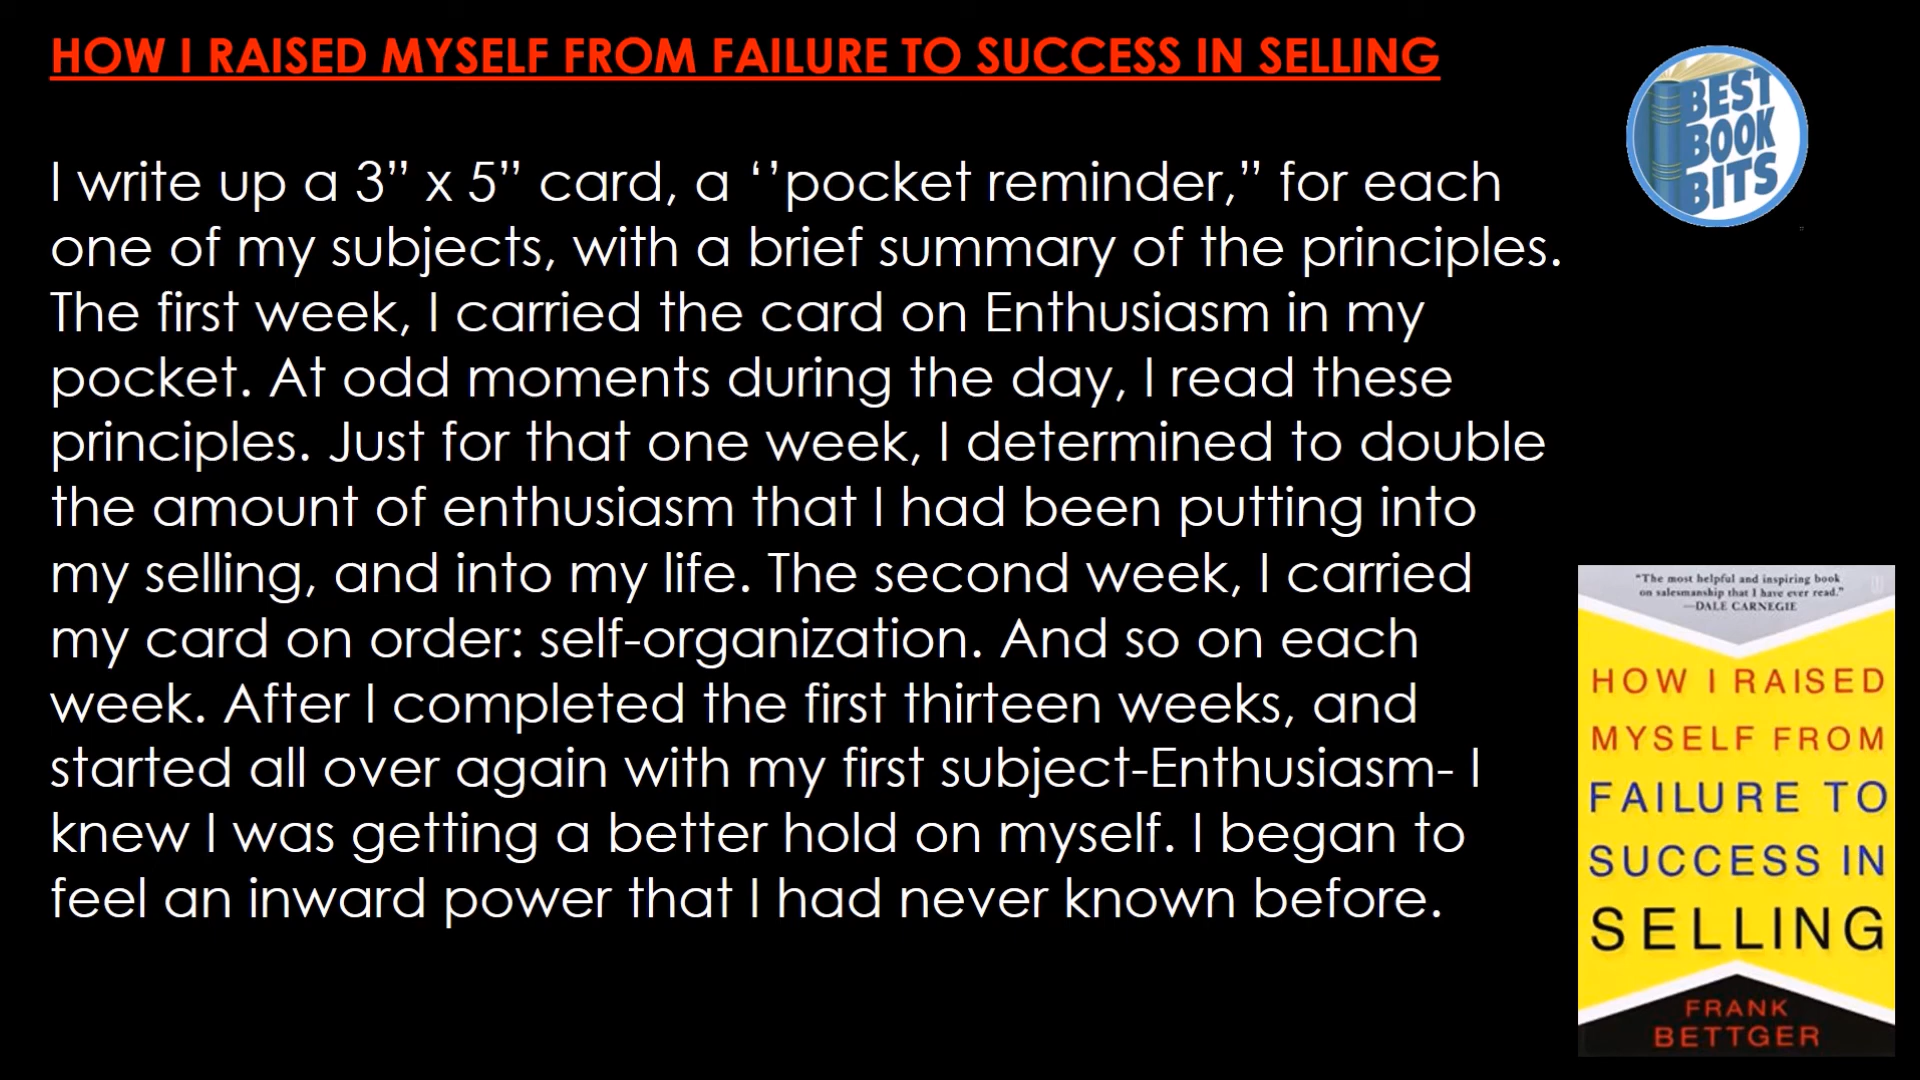 HOW I RAISED MYSELF FROM FAILURE TO SUCCESS IN SELLING
BEST
BOOK
BITS
I write up a 3” x 5” card, a ‘’pocket reminder,” for each
one of my subjects, with a brief summary of the principles.
The first week, I carried the card on Enthusiasm in my
pocket. At odd moments during the day, I read these
principles. Just for that one week, I determined to double
the amount of enthusiasm that I had been putting into
my selling, and into my life. The second week, I carried
my card on order: self-organization. And so on each
week. After I completed the first thirteen weeks, and
started all over again with my first subject-Enthusiasm- I
knew I was getting a better hold on myself. I began to
feel an inward power that I had never known before.
“The most helpful and inspiring book
on salesmanship that I have ever read.”
—DALE CARNEGIE
HOW I RAISED
MYSELF FROM
FAILURE TO
SUCCESS IN
SELLING
FRANK
BETTGER